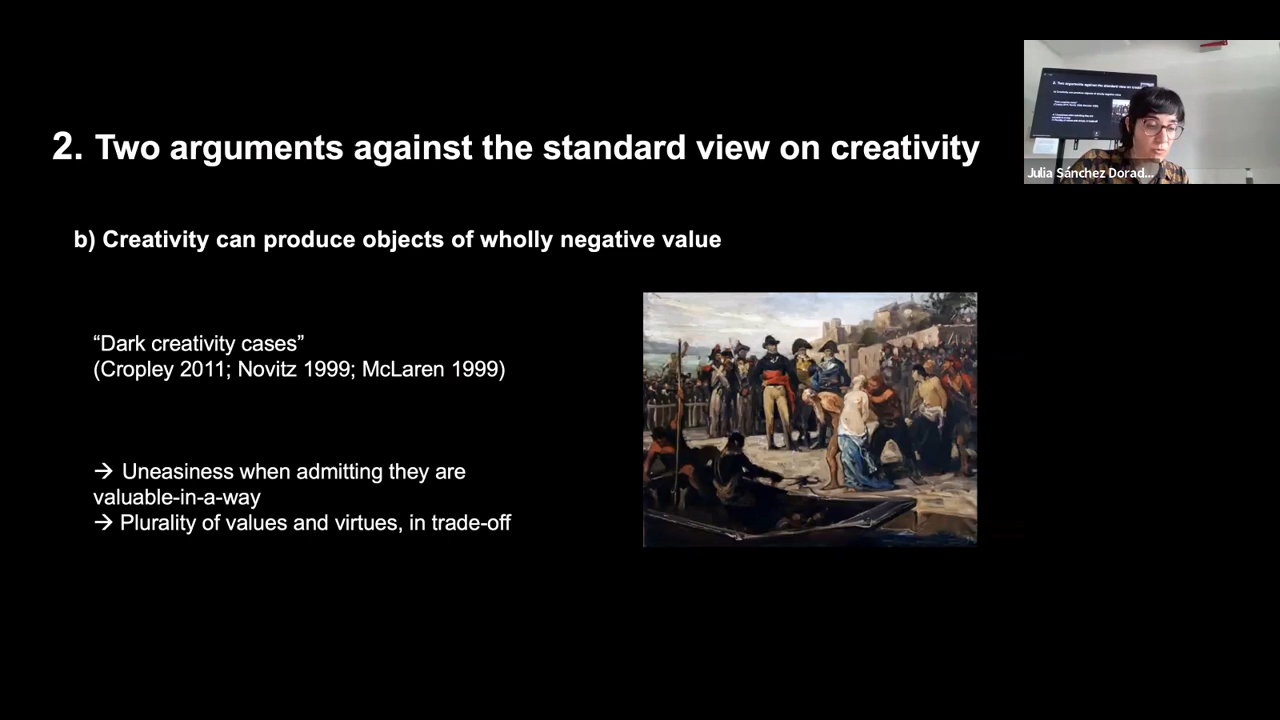 2. Two arguments against the standard view on creativity
b) Creativity can produce objects of wholly negative value
“Dark creativity cases”
(Cropley 2011; Novitz 1999; McLaren 1999)
→ Uneasiness when admitting they are
valuable-in-a-way
→ Plurality of values and virtues, in trade-off
Julia Sánchez Dorad...